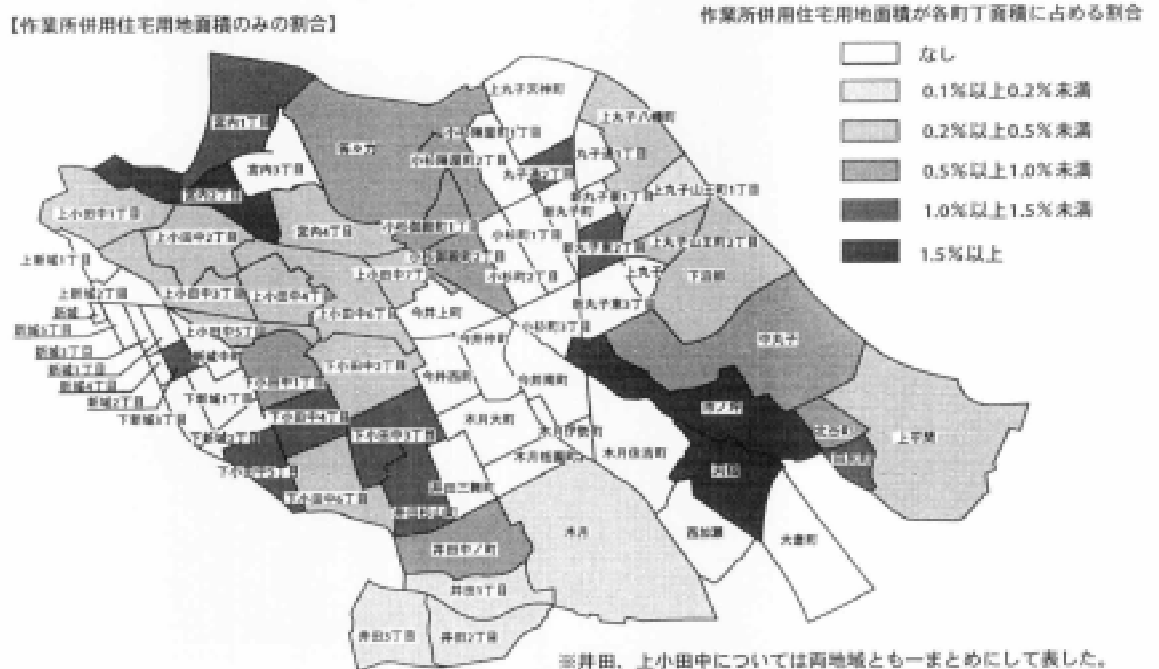 【作業所併用住宅用地面積のみの割合】
作業所併用住宅用地面積が各町丁面積に占める割合
なし
0.1%以上0.2%未満
0.2%以上0.5%未満
0.5%以上1.0%未満
1.0%以上1.5%未満
1.5%以上
宮内1丁目
等々力
上丸子天神町
上丸子八幡町
小杉陣屋町1丁目
小杉陣屋町2丁目
丸子通1丁目
丸子通2丁目
宮内3丁目
宮内2丁目
上丸子山王町1丁目
新丸子東1丁目
新丸子町
上小田中1丁目
上小田中2丁目
宮内4丁目
小杉御殿町1丁目
小杉御殿町2丁目
小杉町1丁目
小杉町2丁目
新丸子東2丁目
上丸子山王町2丁目
上丸子
下沼部
上新城1丁目
上新城2丁目
上小田中3丁目
上小田中4丁目
上小田中7丁目
上小田中6丁目
新丸子東3丁目
新城
新城5丁目
上小田中5丁目
今井上町
小杉町3丁目
今井仲町
中丸子
新城3丁目
新城1丁目
新城4丁目
新城2丁目
新城中町
下小田中1丁目
下小田中2丁目
今井西町
今井南町
下新城1丁目
下新城3丁目
下新城2丁目
下小田中4丁目
下小田中3丁目
木月大町
木月伊勢町
木月祗園町
木月住吉町
市ノ坪
苅宿
北谷町
田尻町
上平間
下小田中5丁目
下小田中6丁目
井田三舞町
井田杉山町
井田中ノ町
木月
西加瀬
大倉町
井田1丁目
井田2丁目
井田3丁目
※井田、上小田中については両地域とも一まとめにして表した。